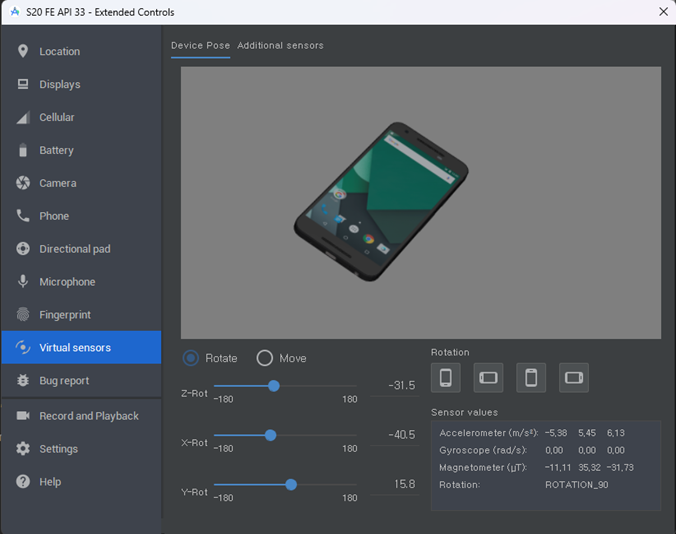 S20 FE API 33 - Extended Controls
Location
Displays
Cellular
Battery
Camera
Phone
Directional pad
Microphone
Fingerprint
Virtual sensors
Bug report
Record and Playback
Settings
Help
Device Pose Additional sensors
Rotate Move
Z-Rot -31.5
-180 180
X-Rot -40.5
-180 180
Y-Rot 15.8
-180 180
Rotation
Sensor values
Accelerometer (m/s²): -5,38 5,45 6,13
Gyroscope (rad/s): 0,00 0,00 0,00
Magnetometer (μT): -11,11 35,32 -31,73
Rotation: ROTATION_90